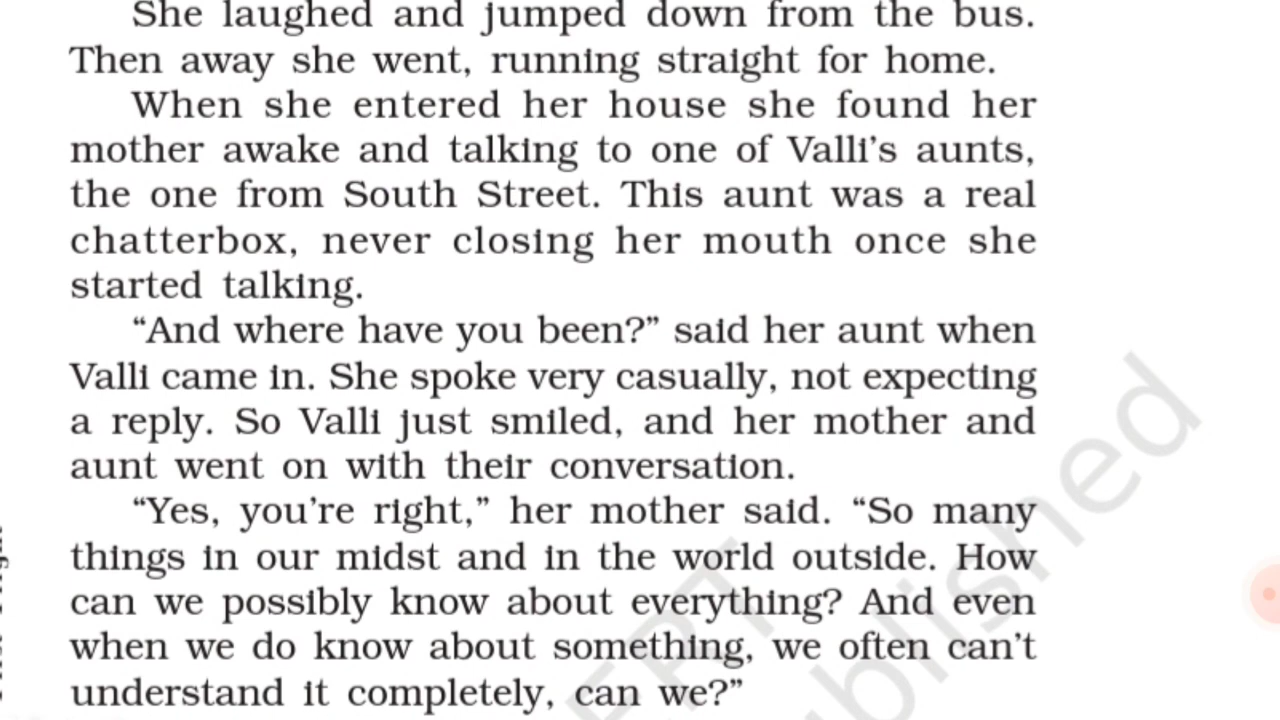 She laughed and jumped down from the bus.
Then away she went, running straight for home.
When she entered her house she found her
mother awake and talking to one of Valli’s aunts,
the one from South Street. This aunt was a real
chatterbox, never closing her mouth once she
started talking.
“And where have you been?” said her aunt when
Valli came in. She spoke very casually, not expecting
a reply. So Valli just smiled, and her mother and
aunt went on with their conversation.
“Yes, you’re right,” her mother said. “So many
things in our midst and in the world outside. How
can we possibly know about everything? And even
when we do know about something, we often can’t
understand it completely, can we?”